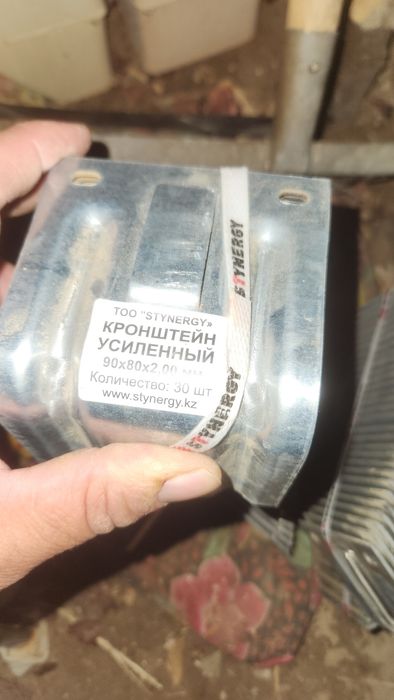 ТОО "STYNERGY»
КРОНШТЕЙН
УСИЛЕННЫЙ
90x80x2.00 мм
Количество: 30 шт
www.stynergy.kz
STYNERGY
STYNERGY